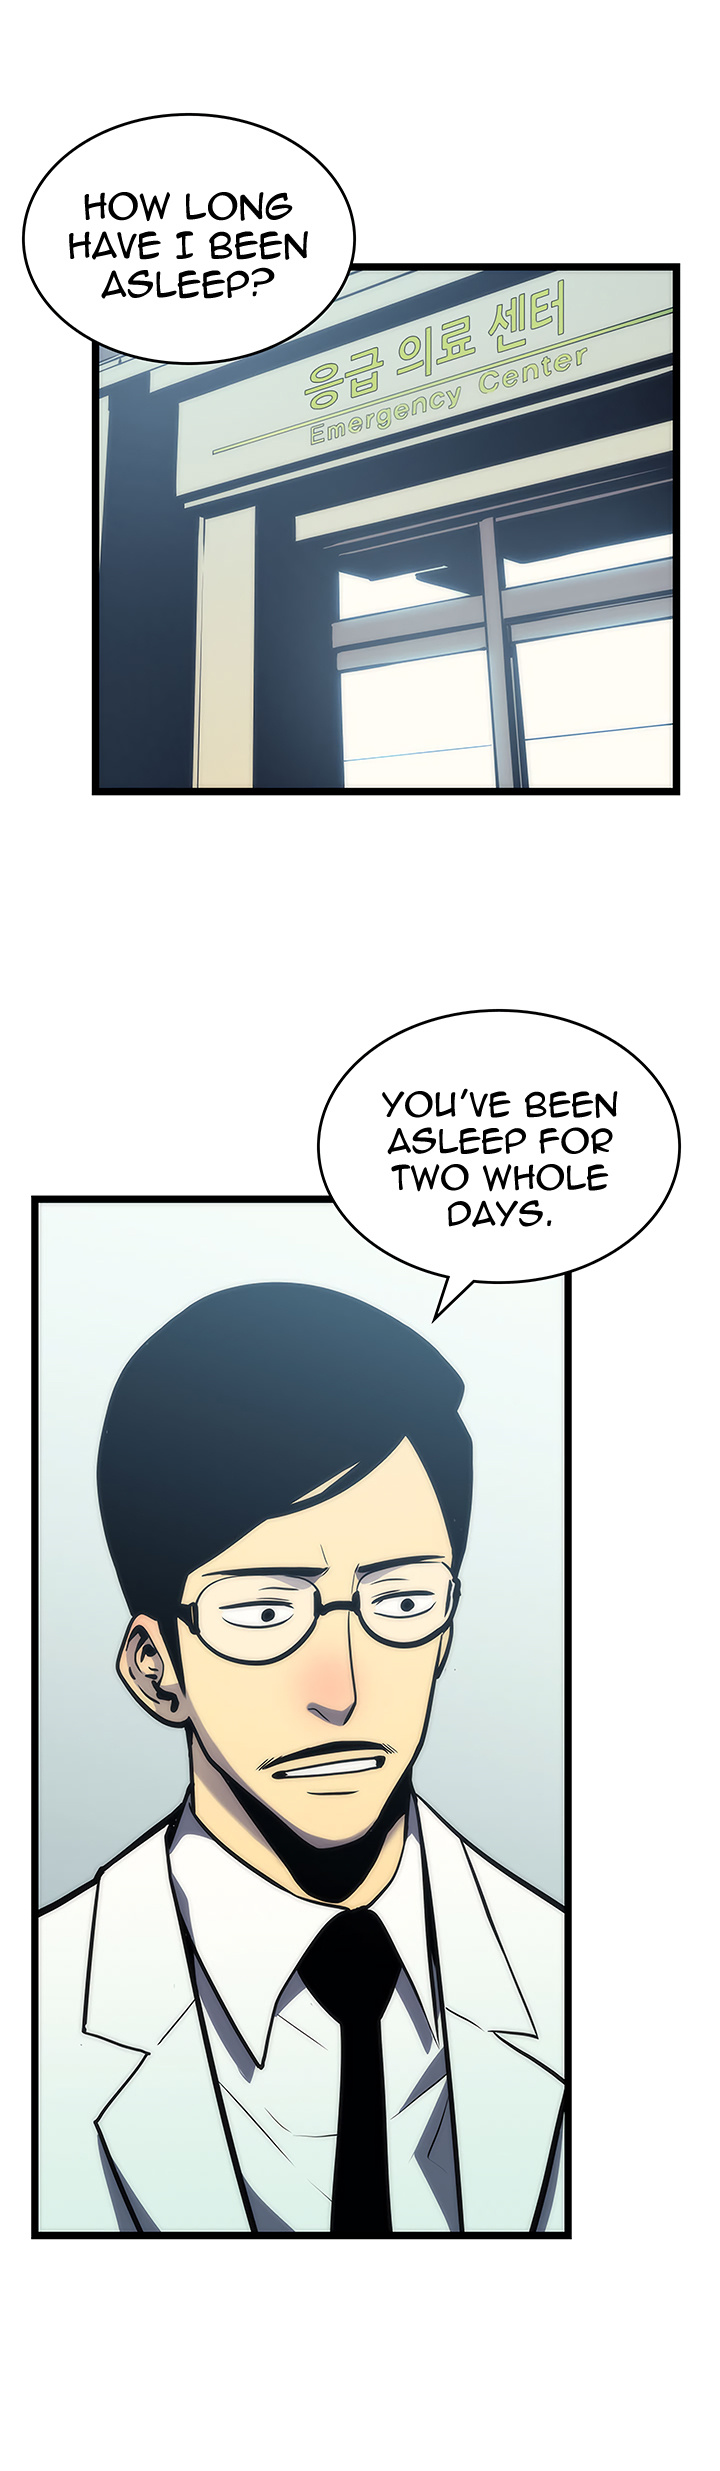 HOW LONG
HAVE I BEEN
ASLEEP?
응급 의료 센터
Emergency Center
YOU'VE BEEN
ASLEEP FOR
TWO WHOLE
DAYS.